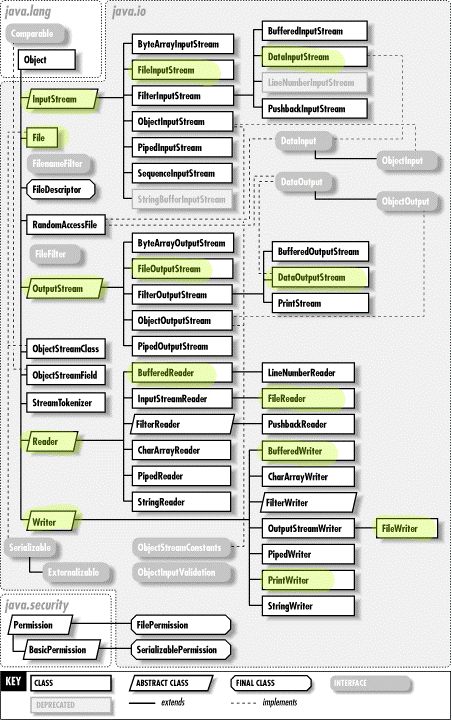 java.lang
java.io
Comparable
Object
InputStream
File
FilenameFilter
FileDescriptor
RandomAccessFile
FileFilter
OutputStream
ObjectStreamClass
ObjectStreamField
StreamTokenizer
Reader
Writer
Serializable
Externalizable
ByteArrayInputStream
FileInputStream
FilterInputStream
ObjectInputStream
PipedInputStream
SequenceInputStream
StringBufferInputStream
BufferedInputStream
DataInputStream
LineNumberInputStream
PushbackInputStream
DataInput
ObjectInput
DataOutput
ObjectOutput
ByteArrayOutputStream
FileOutputStream
FilterOutputStream
ObjectOutputStream
PipedOutputStream
BufferedOutputStream
DataOutputStream
PrintStream
BufferedReader
InputStreamReader
FilterReader
CharArrayReader
PipedReader
StringReader
LineNumberReader
FileReader
PushbackReader
BufferedWriter
CharArrayWriter
FilterWriter
OutputStreamWriter
FileWriter
PipedWriter
PrintWriter
StringWriter
ObjectStreamConstants
ObjectInputValidation
java.security
Permission
BasicPermission
FilePermission
SerializablePermission
KEY
CLASS
ABSTRACT CLASS
FINAL CLASS
INTERFACE
DEPRECATED
extends
implements